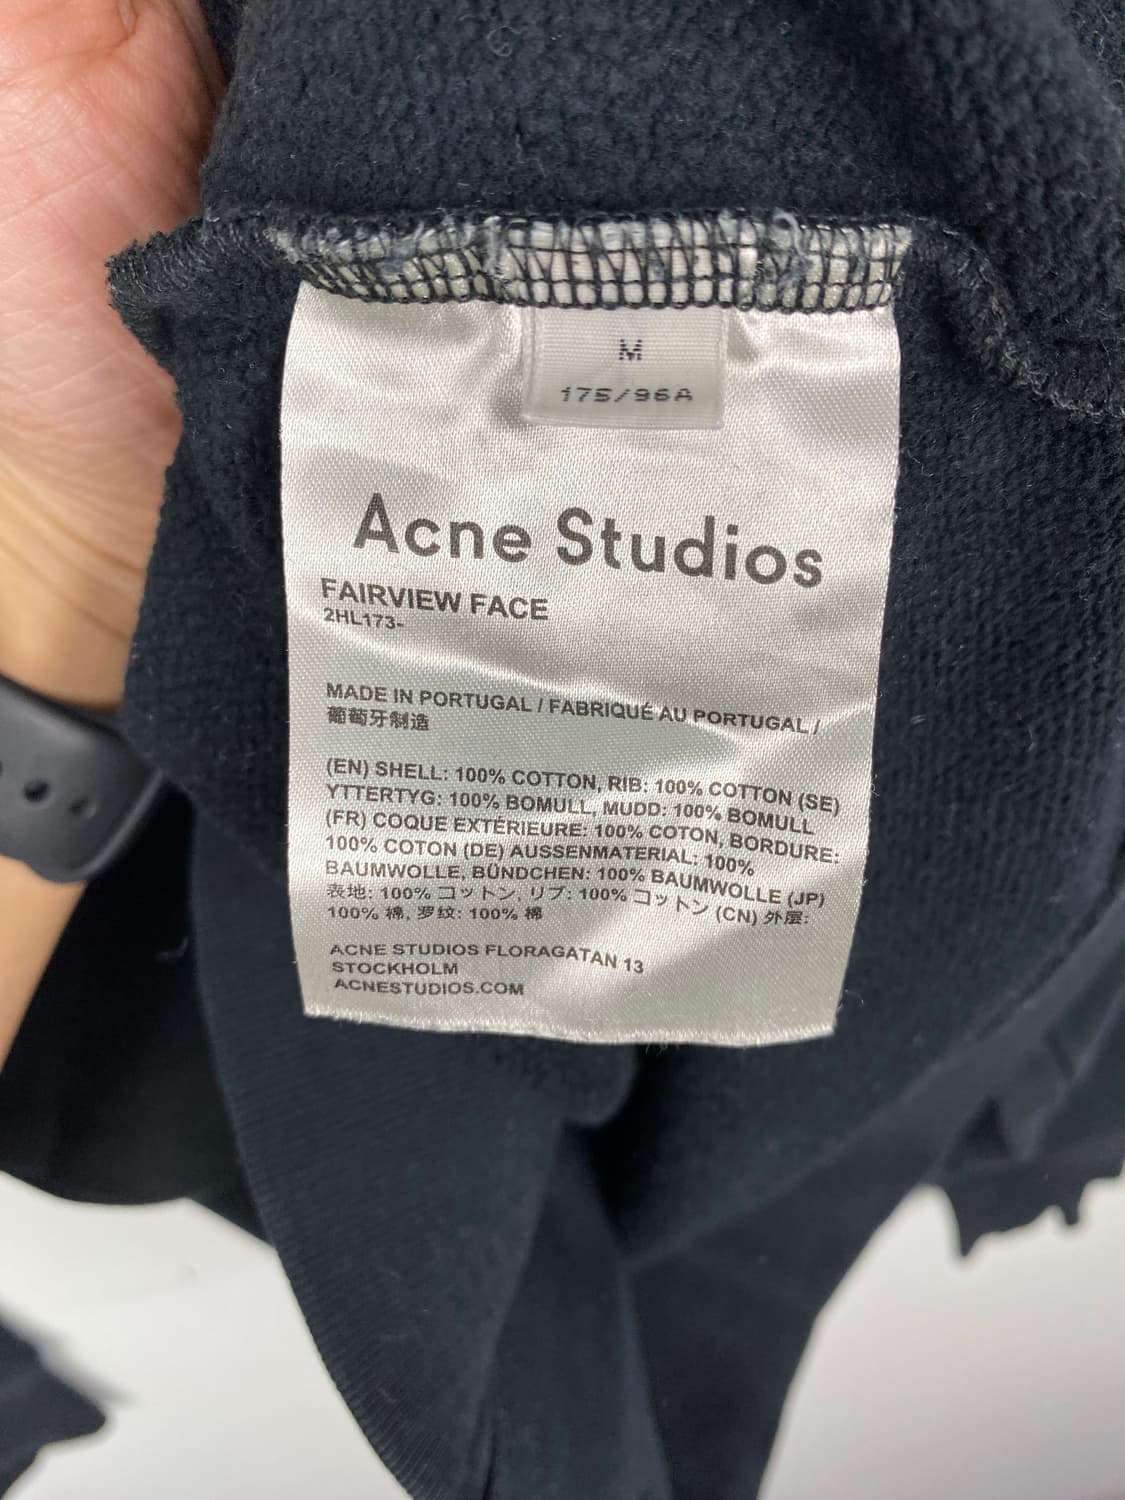 M
175/96A
Acne Studios
FAIRVIEW FACE
2HL173-
MADE IN PORTUGAL / FABRIQUÉ AU PORTUGAL /
葡萄牙制造
(EN) SHELL: 100% COTTON, RIB: 100% COTTON (SE)
YTTERTYG: 100% BOMULL, MUDD: 100% BOMULL
(FR) COQUE EXTÉRIEURE: 100% COTON, BORDURE:
100% COTON (DE) AUSSENMATERIAL: 100%
BAUMWOLLE, BÜNDCHEN: 100% BAUMWOLLE (JP)
表地: 100% コットン, リブ: 100% コットン (CN) 外层:
100% 棉, 罗纹: 100% 棉
ACNE STUDIOS FLORAGATAN 13
STOCKHOLM
ACNESTUDIOS.COM